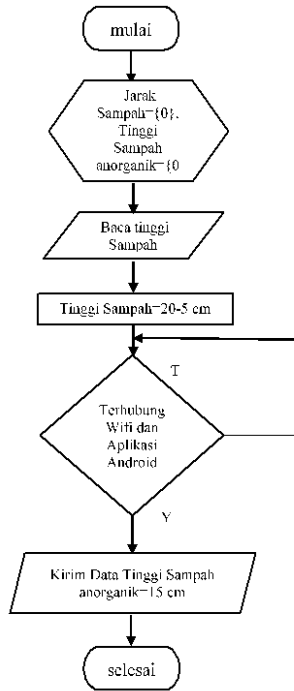 mulai
Jarak
Sampah={0}.
Tinggi
Sampah
anorganik={0
Baca tinggi
Sampah
Tinggi Sampah=20-5 cm
T
Terhubung
Wifi dan
Aplikasi
Android
Y
Kirim Data Tinggi Sampah
anorganik=15 cm
selesai